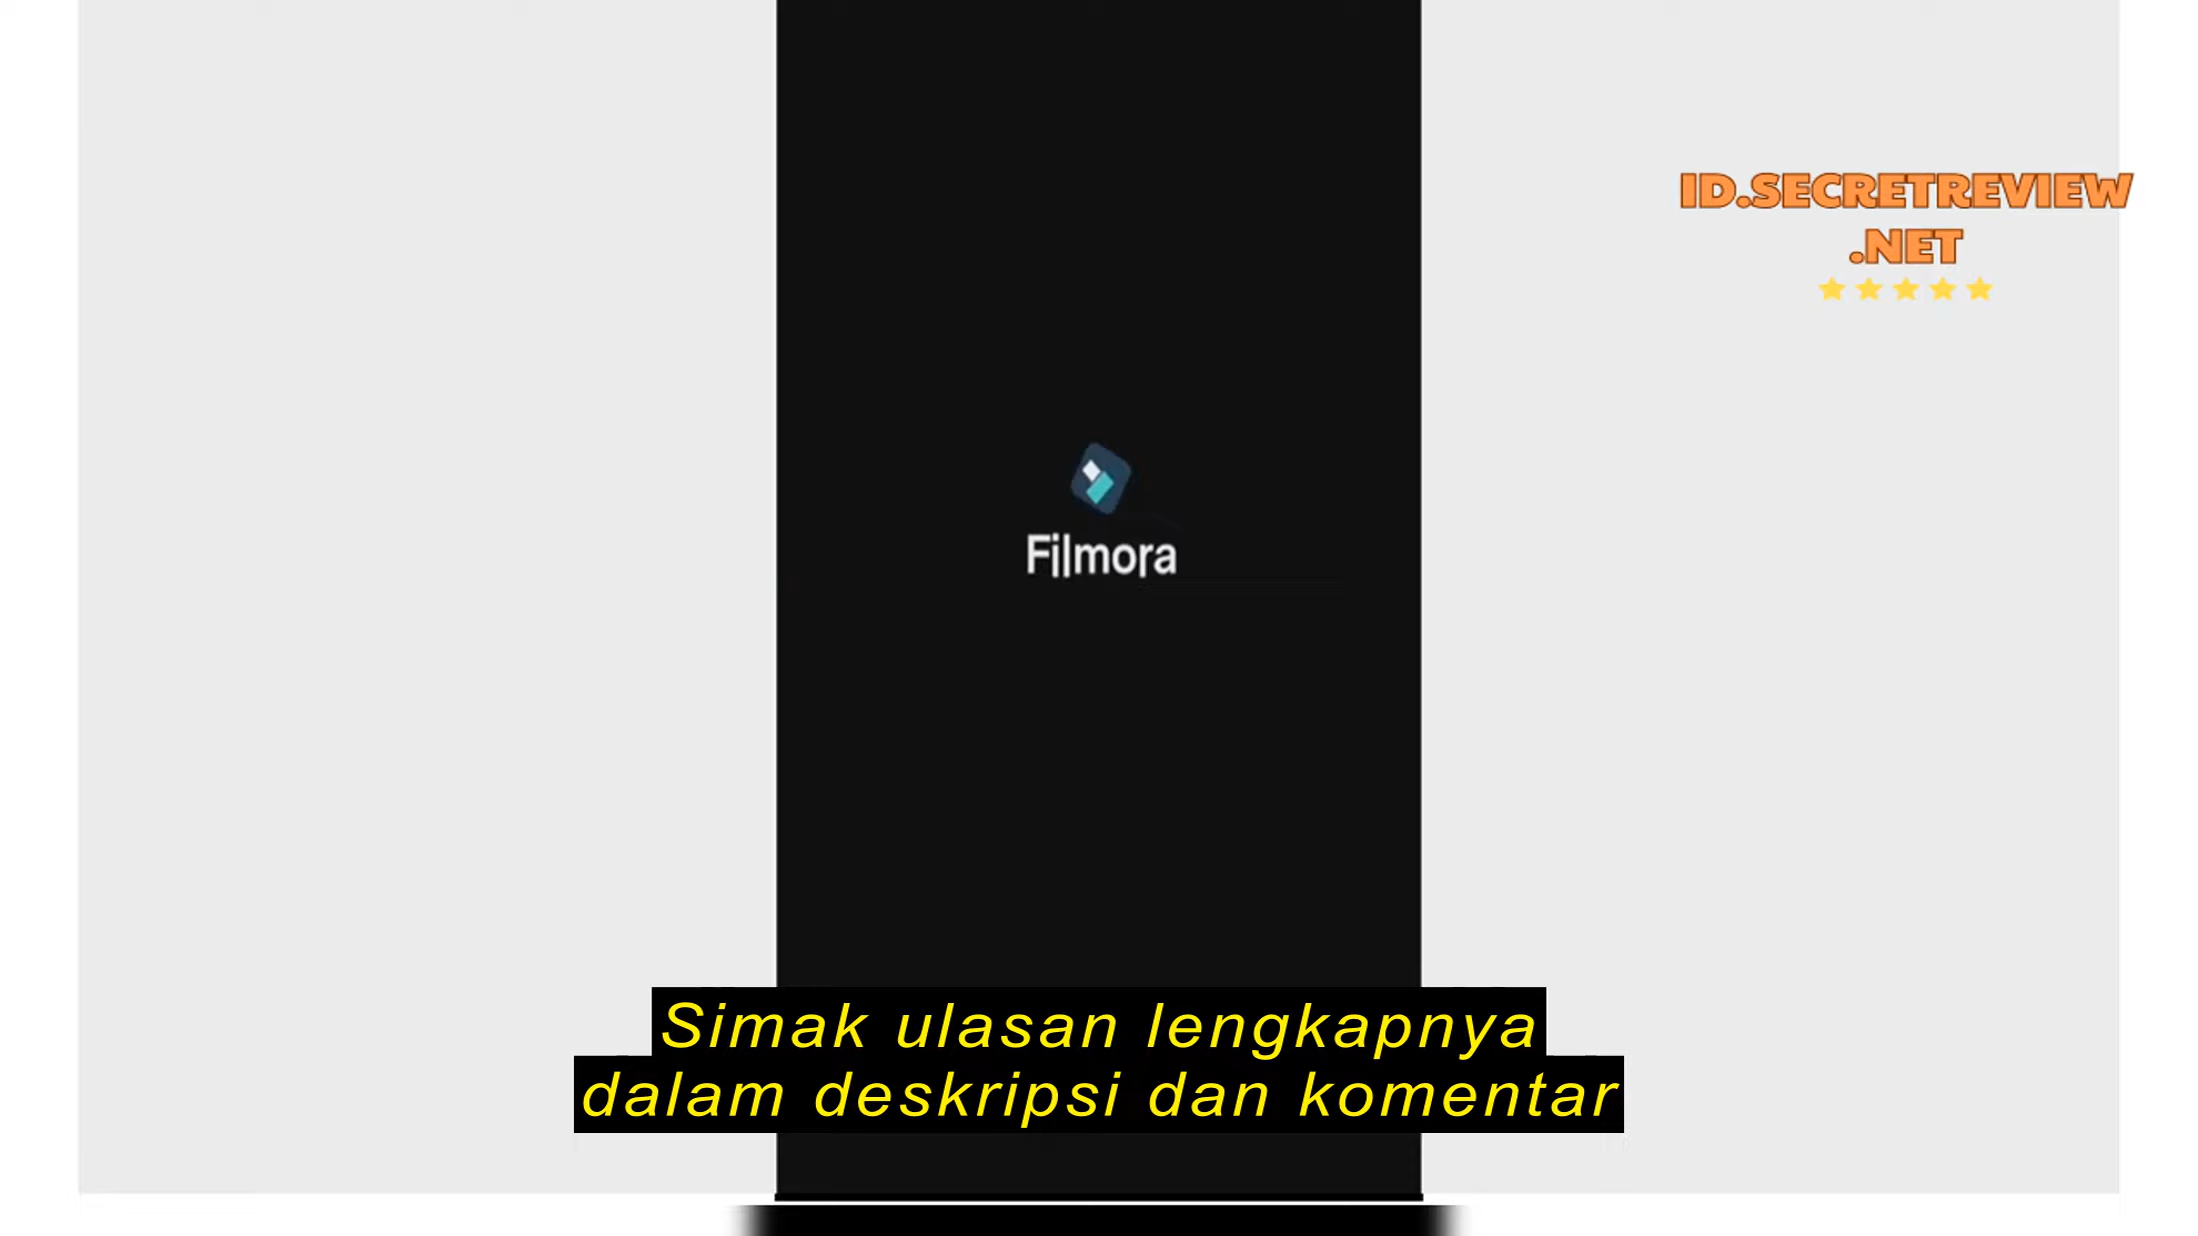 ID.SECRETREVIEW
.NET
Filmora
Simak ulasan lengkapnya
dalam deskripsi dan komentar